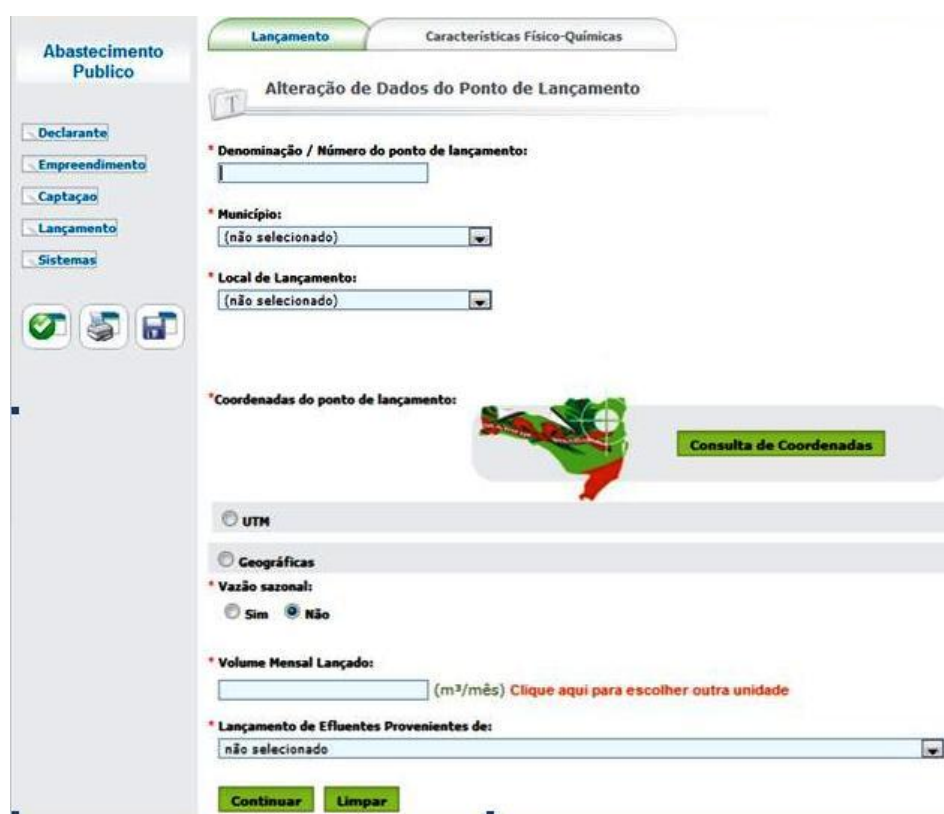 Abastecimento
Publico
Declarante
Empreendimento
Captaçao
Lançamento
Sistemas
Lançamento
Características Físico-Químicas
Alteração de Dados do Ponto de Lançamento
* Denominação / Número do ponto de lançamento:
* Município:
(não selecionado)
* Local de Lançamento:
(não selecionado)
*Coordenadas do ponto de lançamento:
Consulta de Coordenadas
UTM
Geográficas
* Vazão sazonal:
Sim Não
* Volume Mensal Lançado:
(m³/mês) Clique aqui para escolher outra unidade
* Lançamento de Efluentes Provenientes de:
não selecionado
Continuar Limpar